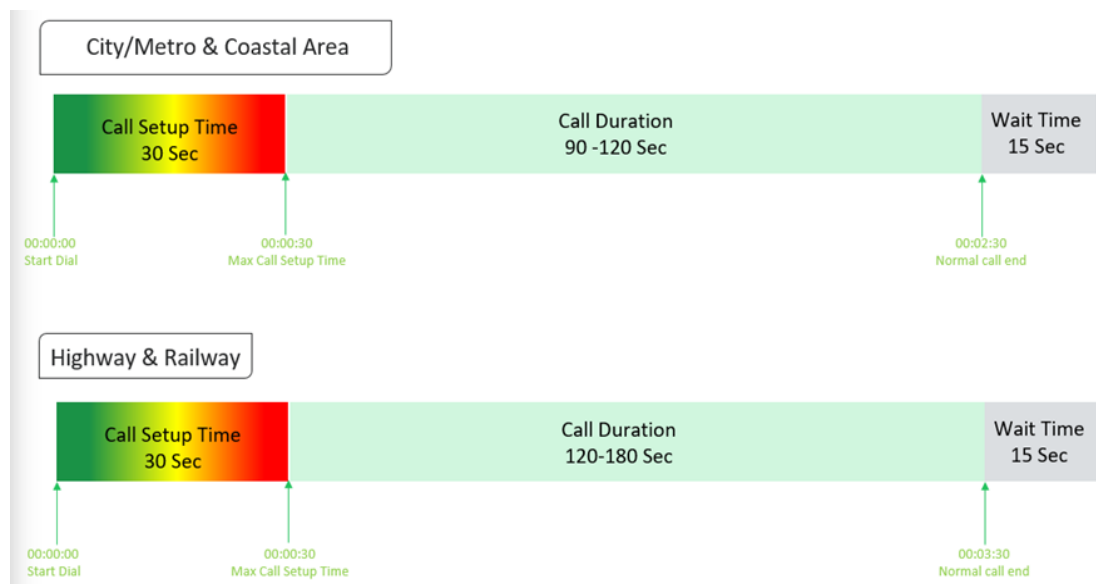 City/Metro & Coastal Area
Call Setup Time
30 Sec
Call Duration
90 -120 Sec
Wait Time
15 Sec
00:00:00
Start Dial
00:00:30
Max Call Setup Time
00:02:30
Normal call end
Highway & Railway
Call Setup Time
30 Sec
Call Duration
120-180 Sec
Wait Time
15 Sec
00:00:00
Start Dial
00:00:30
Max Call Setup Time
00:03:30
Normal call end